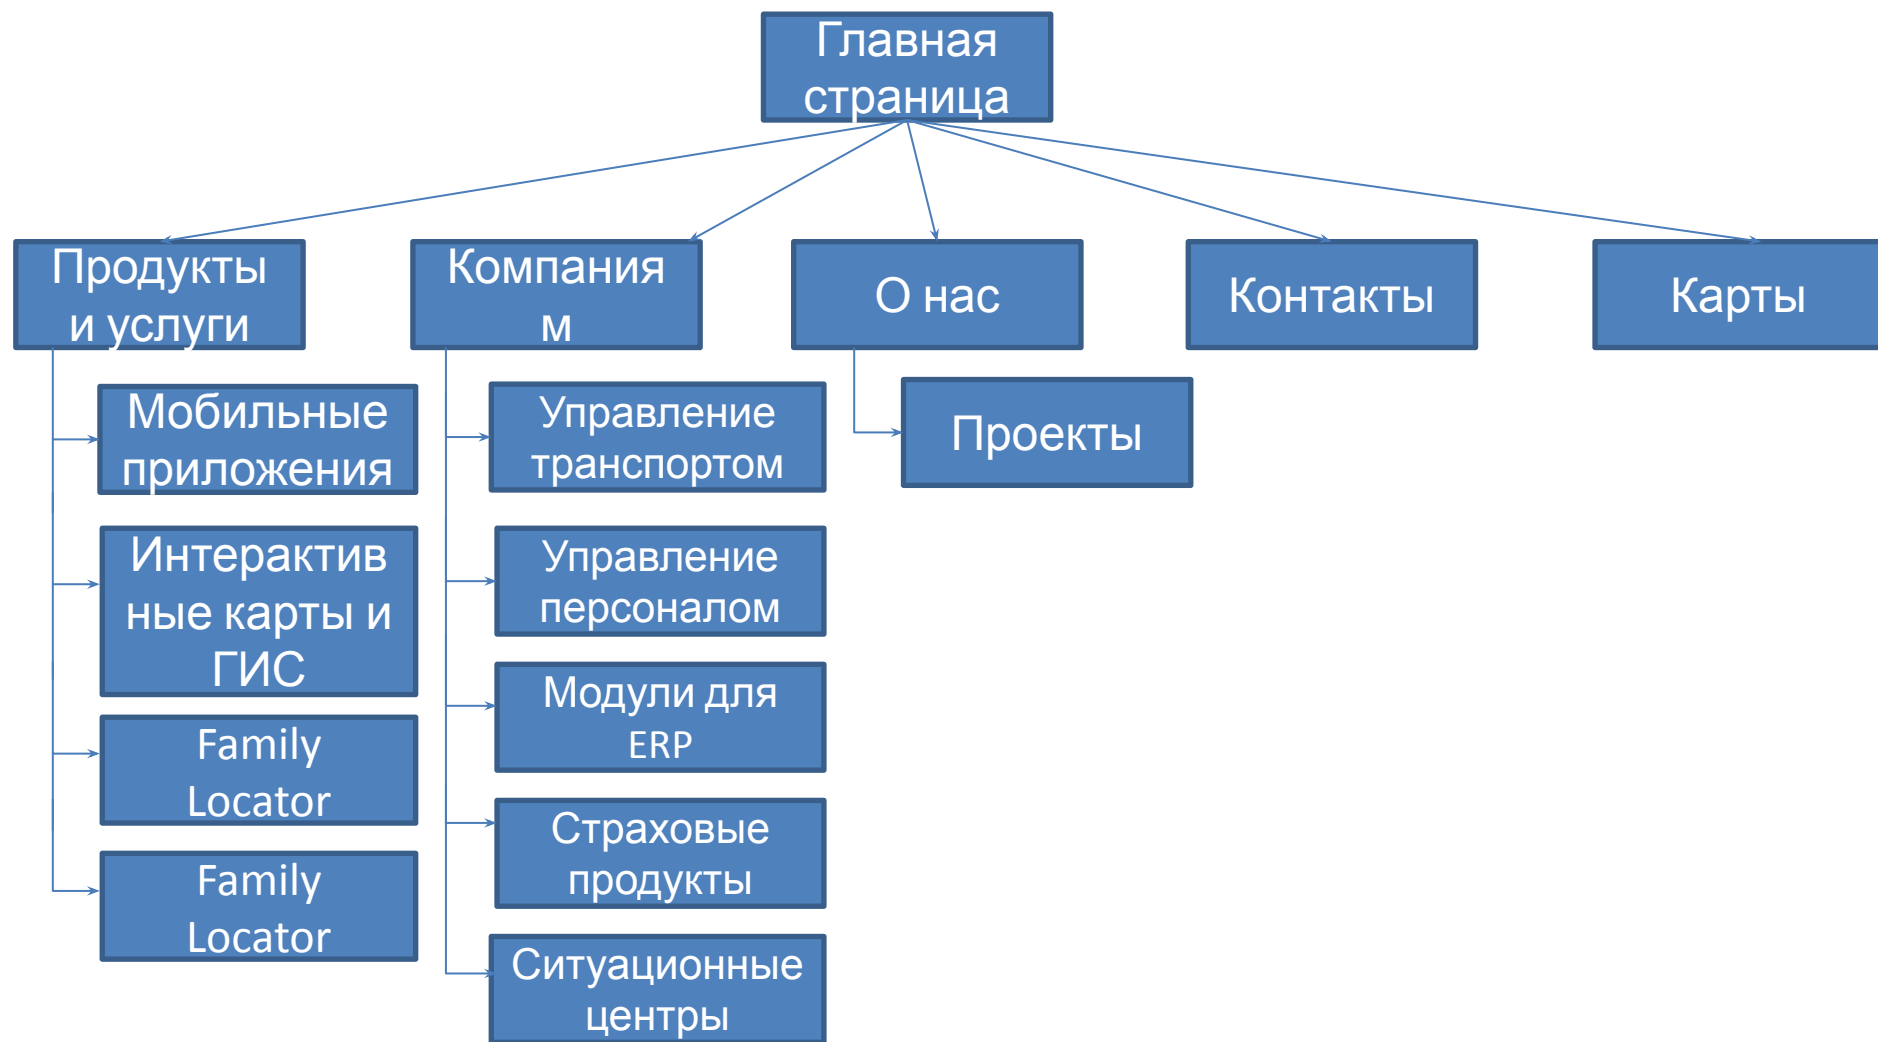 Главная
страница
Продукты
и услуги
Компания
м
О нас
Контакты
Карты
Мобильные
приложения
Интерактив
ные карты и
ГИС
Family
Locator
Family
Locator
Управление
транспортом
Управление
персоналом
Модули для
ERP
Страховые
продукты
Ситуационные
центры
Проекты